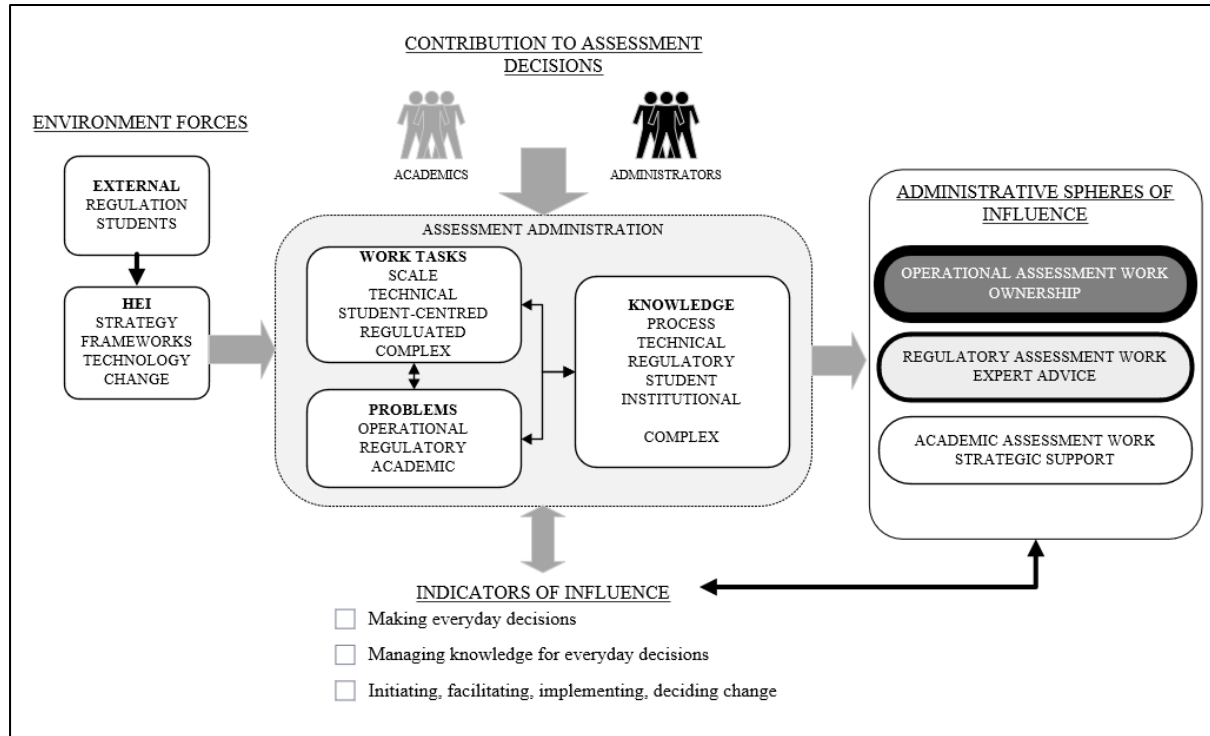 CONTRIBUTION TO ASSESSMENT
DECISIONS
ACADEMICS
ADMINISTRATORS
ENVIRONMENT FORCES
EXTERNAL
REGULATION
STUDENTS
HEI
STRATEGY
FRAMEWORKS
TECHNOLOGY
CHANGE
ASSESSMENT ADMINISTRATION
WORK TASKS
SCALE
TECHNICAL
STUDENT-CENTRED
REGULUATED
COMPLEX
PROBLEMS
OPERATIONAL
REGULATORY
ACADEMIC
KNOWLEDGE
PROCESS
TECHNICAL
REGULATORY
STUDENT
INSTITUTIONAL
COMPLEX
ADMINISTRATIVE SPHERES OF
INFLUENCE
OPERATIONAL ASSESSMENT WORK
OWNERSHIP
REGULATORY ASSESSMENT WORK
EXPERT ADVICE
ACADEMIC ASSESSMENT WORK
STRATEGIC SUPPORT
INDICATORS OF INFLUENCE
Making everyday decisions
Managing knowledge for everyday decisions
Initiating, facilitating, implementing, deciding change